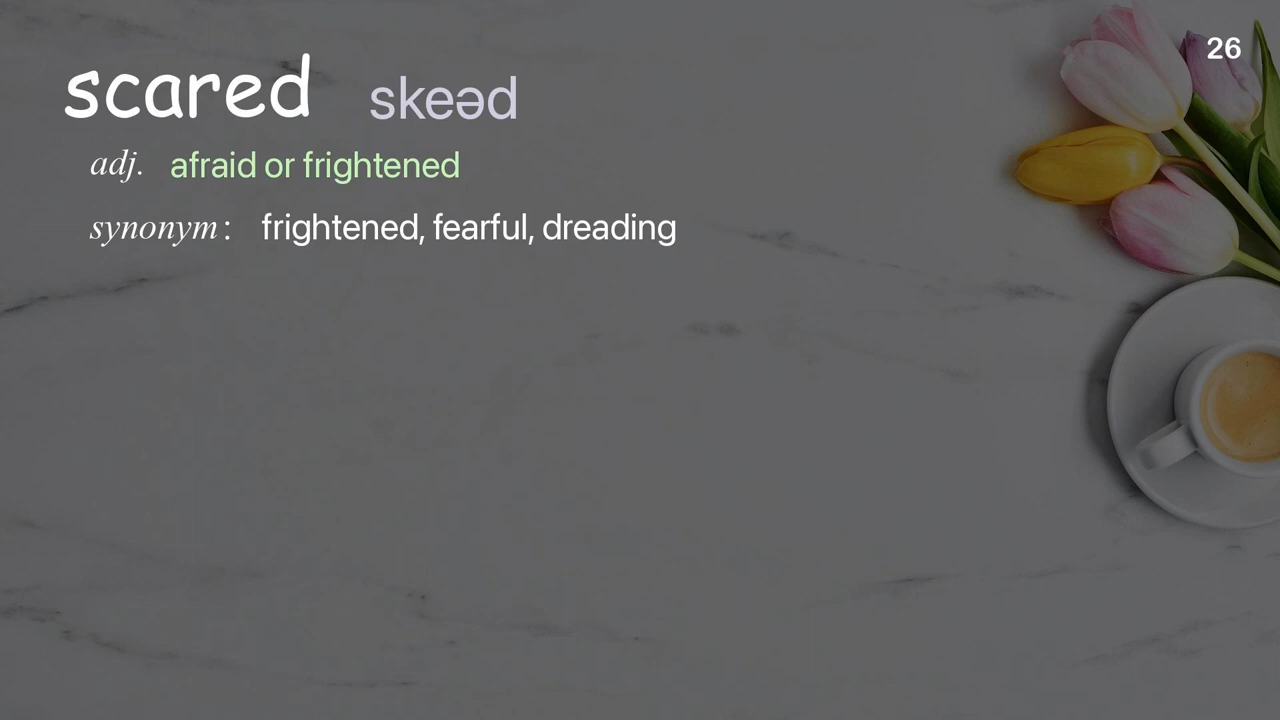 26
scared skeəd
adj. afraid or frightened
synonym: frightened, fearful, dreading